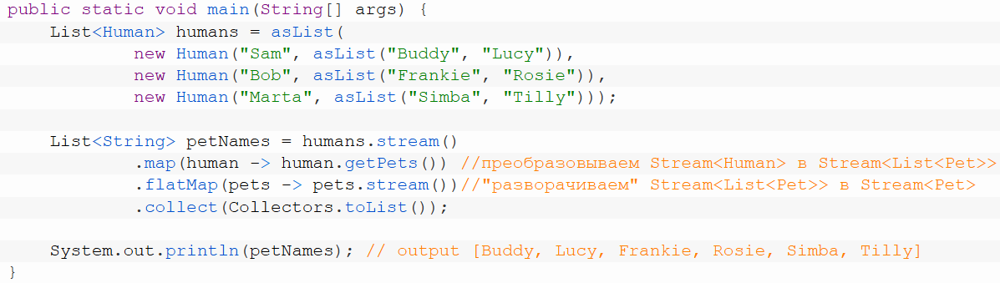 public static void main(String[] args) {
    List<Human> humans = asList(
            new Human("Sam", asList("Buddy", "Lucy")),
            new Human("Bob", asList("Frankie", "Rosie")),
            new Human("Marta", asList("Simba", "Tilly")));

    List<String> petNames = humans.stream()
            .map(human -> human.getPets()) //преобразовываем Stream<Human> в Stream<List<Pet>>
            .flatMap(pets -> pets.stream())//"разворачиваем" Stream<List<Pet>> в Stream<Pet>
            .collect(Collectors.toList());

    System.out.println(petNames); // output [Buddy, Lucy, Frankie, Rosie, Simba, Tilly]
}